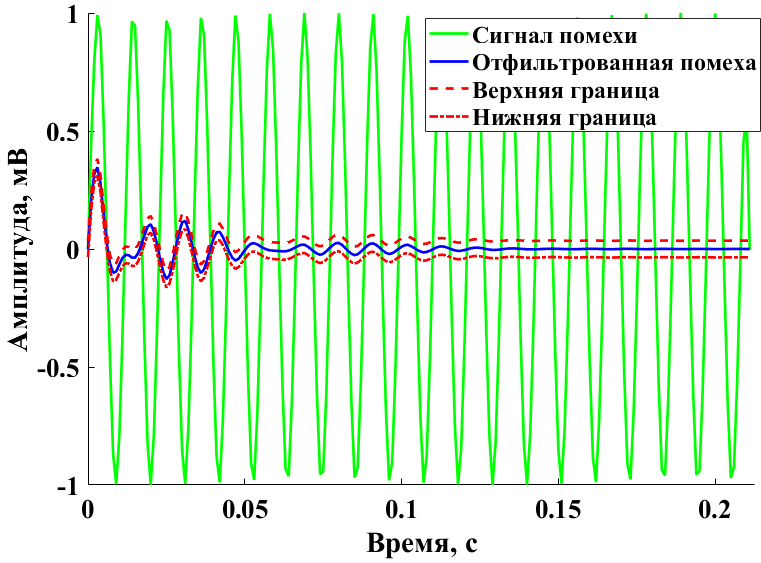 1
0.5
0
-0.5
-1
Амплитуда, мВ
Сигнал помехи
Отфильтрованная помеха
Верхняя граница
Нижняя граница
0
0.05
0.1
0.15
0.2
Время, с